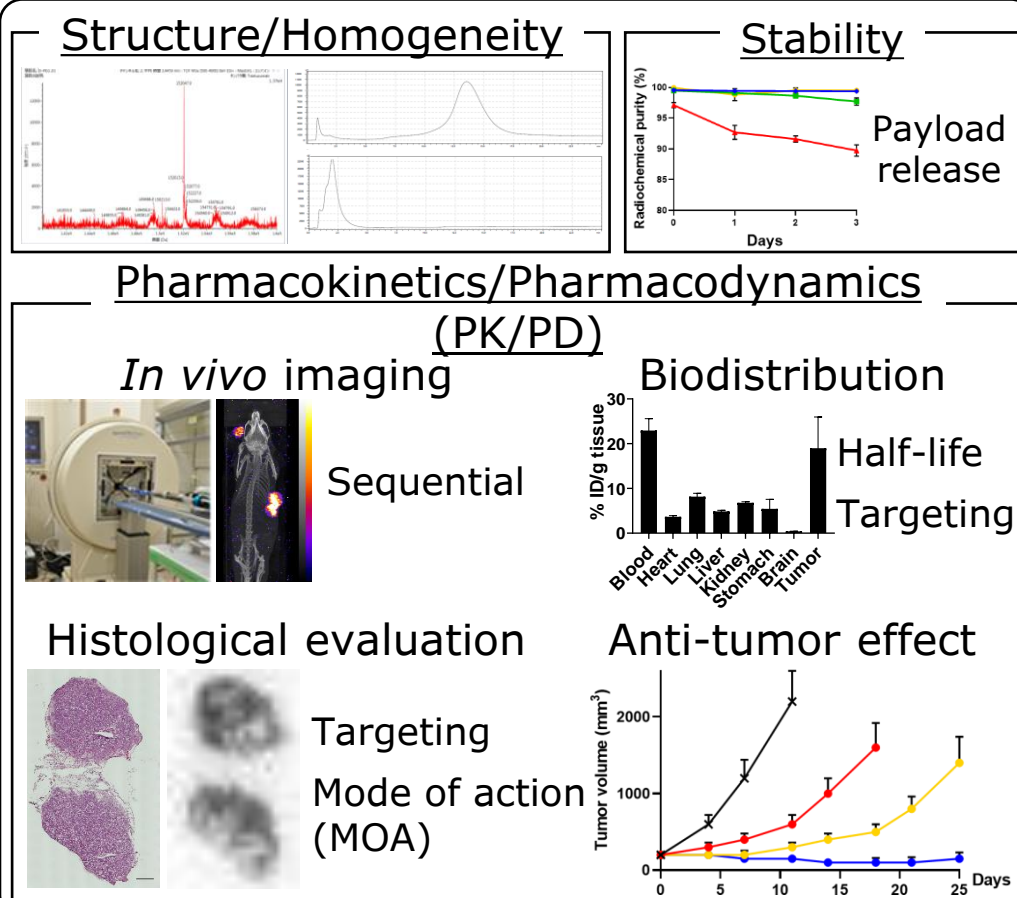 Structure/Homogeneity
Stability
Radiochemical purity (%)
100
95
90
85
80
0
1
2
3
Days
Payload
release
Pharmacokinetics/Pharmacodynamics
(PK/PD)
In vivo imaging
Sequential
Biodistribution
% ID/g tissue
30
20
10
0
Blood
Heart
Lung
Liver
Kidney
Stomach
Brain
Tumor
Half-life
Targeting
Histological evaluation
Targeting
Mode of action
(MOA)
Anti-tumor effect
Tumor volume (mm³)
2000
1000
0
0
5
10
15
20
25
Days